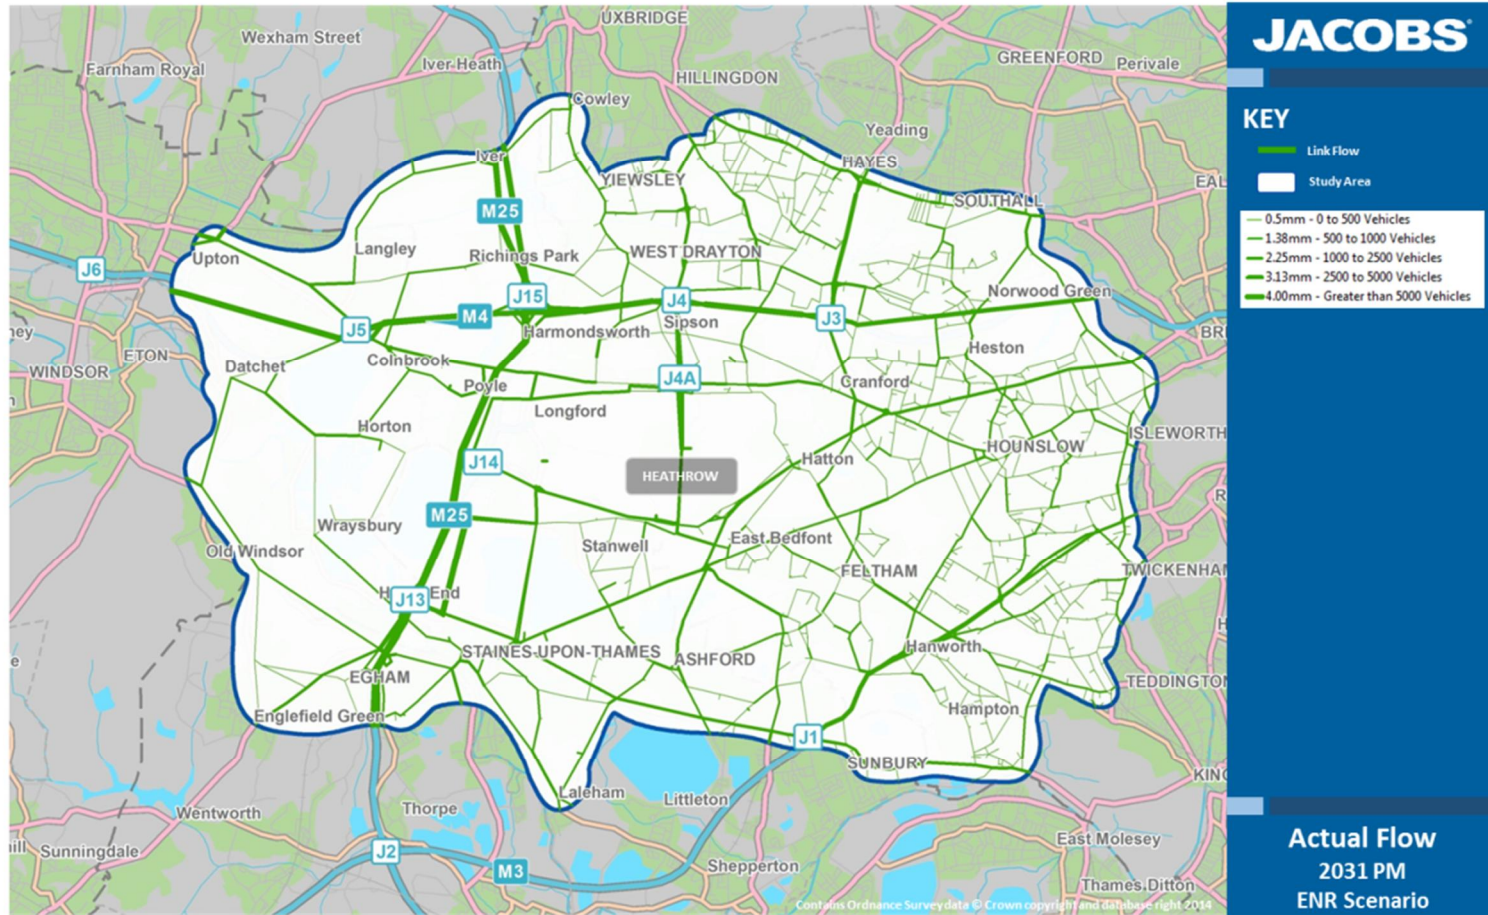 UXBRIDGE
Wexham Street
Iver Heath
Farnham Royal
HILLINGDON
GREENFORD
Perivale
Cowley
Yeading
Iver
HAYES
YIEWSLEY
EAL
SOUTHALL
M25
Langley
Richings Park
WEST DRAYTON
Upton
J6
J15
J4
Norwood Green
M4
J3
J5
Harmondsworth
Sipson
ney
BRE
ETON
Colnbrook
Heston
Datchet
WINDSOR
Poyle
J4A
Cranford
Longford
Horton
HOUNSLOW
ISLEWORTH
J14
Hatton
HEATHROW
M25
Wraysbury
Old Windsor
Stanwell
East Bedfont
FELTHAM
TWICKENHAM
J13
End
STAINES-UPON-THAMES
ASHFORD
Hanworth
EGHAM
TEDDINGTON
Englefield Green
Hampton
J1
SUNBURY
KING
Laleham
Littleton
Thorpe
Wentworth
East Molesey
Sunningdale
J2
M3
Shepperton
Thames Ditton
Contains Ordnance Survey data © Crown copyright and database right 2014
JACOBS
KEY
Link Flow
Study Area
0.5mm - 0 to 500 Vehicles
1.38mm - 500 to 1000 Vehicles
2.25mm - 1000 to 2500 Vehicles
3.13mm - 2500 to 5000 Vehicles
4.00mm - Greater than 5000 Vehicles
Actual Flow
2031 PM
ENR Scenario